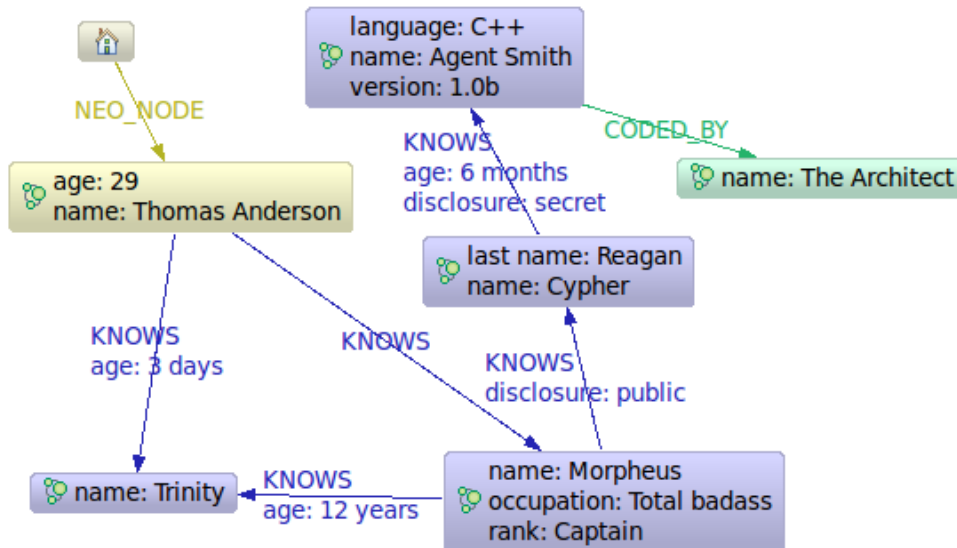 language: C++
name: Agent Smith
version: 1.0b
NEO_NODE
CODED_BY
KNOWS
age: 6 months
disclosure: secret
name: The Architect
age: 29
name: Thomas Anderson
last name: Reagan
name: Cypher
KNOWS
age: 3 days
KNOWS
KNOWS
disclosure: public
name: Trinity
KNOWS
age: 12 years
name: Morpheus
occupation: Total badass
rank: Captain